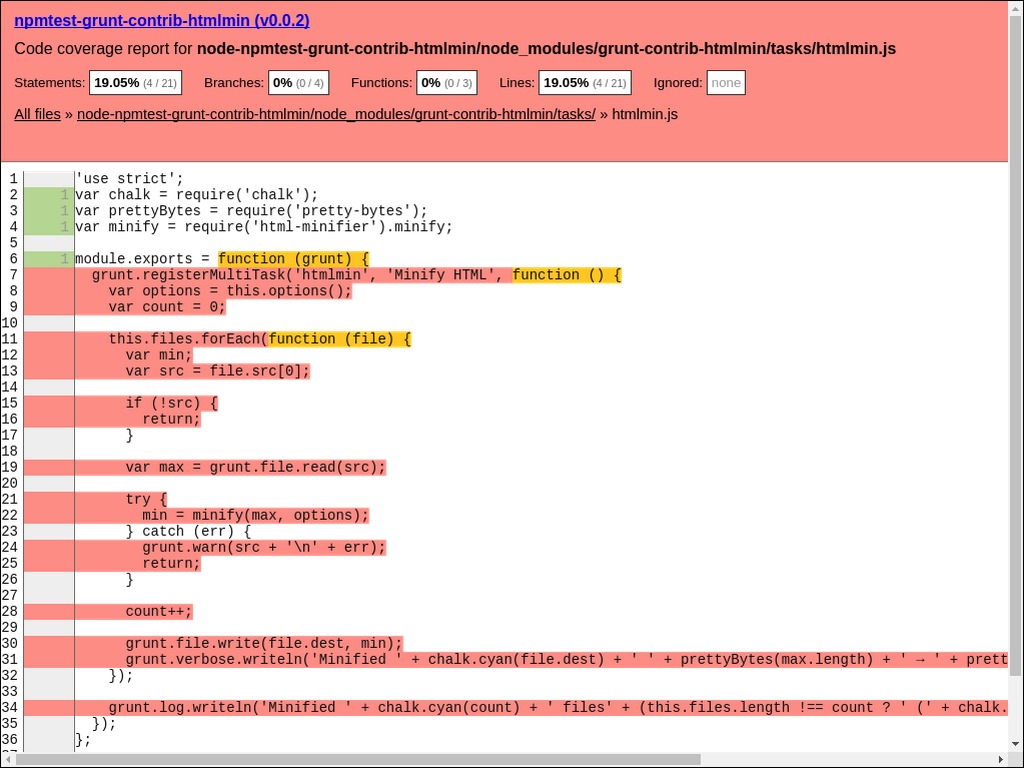 npmtest-grunt-contrib-htmlmin (v0.0.2)
Code coverage report for node-npmtest-grunt-contrib-htmlmin/node_modules/grunt-contrib-htmlmin/tasks/htmlmin.js
Statements: 19.05% (4 / 21) Branches: 0% (0 / 4) Functions: 0% (0 / 3) Lines: 19.05% (4 / 21) Ignored: none
All files » node-npmtest-grunt-contrib-htmlmin/node_modules/grunt-contrib-htmlmin/tasks/ » htmlmin.js
1 'use strict';
2 1 var chalk = require('chalk');
3 1 var prettyBytes = require('pretty-bytes');
4 1 var minify = require('html-minifier').minify;
5
6 1 module.exports = function (grunt) {
7 grunt.registerMultiTask('htmlmin', 'Minify HTML', function () {
8 var options = this.options();
9 var count = 0;
10
11 this.files.forEach(function (file) {
12 var min;
13 var src = file.src[0];
14
15 if (!src) {
16 return;
17 }
18
19 var max = grunt.file.read(src);
20
21 try {
22 min = minify(max, options);
23 } catch (err) {
24 grunt.warn(src + '\n' + err);
25 return;
26 }
27
28 count++;
29
30 grunt.file.write(file.dest, min);
31 grunt.verbose.writeln('Minified ' + chalk.cyan(file.dest) + ' ' + prettyBytes(max.length) + ' → ' + prett
32 });
33
34 grunt.log.writeln('Minified ' + chalk.cyan(count) + ' files' + (this.files.length !== count ? ' (' + chalk.
35 });
36 };